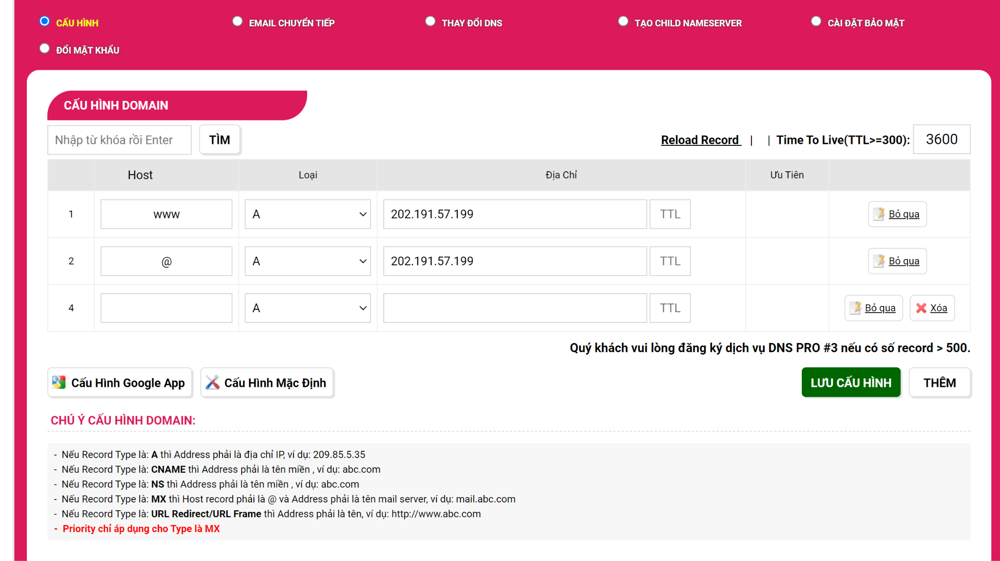 CẤU HÌNH EMAIL CHUYỂN TIẾP THAY ĐỔI DNS TẠO CHILD NAMESERVER CÀI ĐẶT BẢO MẬT
ĐỔI MẬT KHẨU
CẤU HÌNH DOMAIN
Nhập từ khóa rồi Enter TÌM Reload Record | | Time To Live(TTL>=300): 3600
Host Loại Địa Chỉ Ưu Tiên
1 www A 202.191.57.199 TTL Bỏ qua
2 @ A 202.191.57.199 TTL Bỏ qua
4 A TTL Bỏ qua Xóa
Quý khách vui lòng đăng ký dịch vụ DNS PRO #3 nếu có số record > 500.
Cấu Hình Google App Cấu Hình Mặc Định LƯU CẤU HÌNH THÊM
CHÚ Ý CẤU HÌNH DOMAIN:
- Nếu Record Type là: A thì Address phải là địa chỉ IP, ví dụ: 209.85.5.35
- Nếu Record Type là: CNAME thì Address phải là tên miền , ví dụ: abc.com
- Nếu Record Type là: NS thì Address phải là tên miền , ví dụ: abc.com
- Nếu Record Type là: MX thì Host record phải là @ và Address phải là tên mail server, ví dụ: mail.abc.com
- Nếu Record Type là: URL Redirect/URL Frame thì Address phải là tên, ví dụ: http://www.abc.com
- Priority chỉ áp dụng cho Type là MX